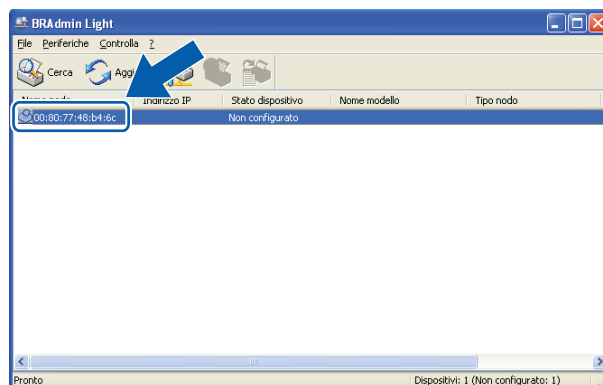 BRAdmin Light
File Periferiche Controlla ?
Cerca
Indirizzo IP Stato dispositivo Nome modello Tipo nodo
00:80:77:48:b4:6c Non configurato
Pronto Dispositivi: 1 (Non configurato: 1)